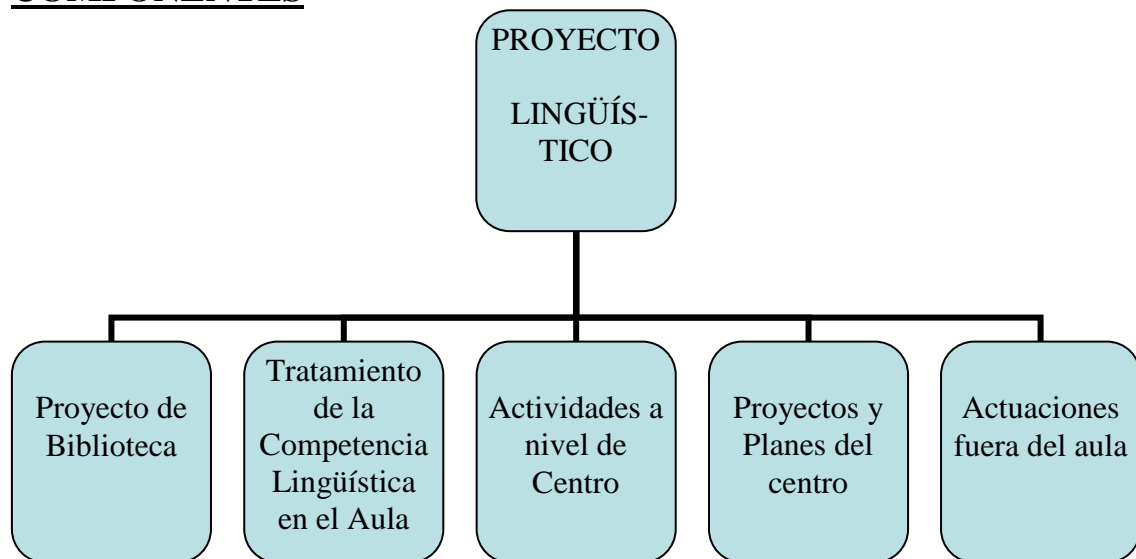 COMPONENTES
PROYECTO
LINGÜÍS-
TICO
Proyecto de
Biblioteca
Tratamiento
de la
Competencia
Lingüística
en el Aula
Actividades a
nivel de
Centro
Proyectos y
Planes del
centro
Actuaciones
fuera del aula